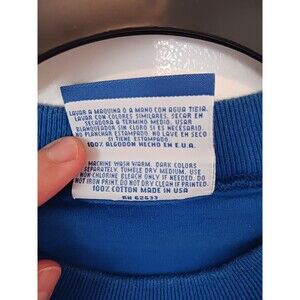 LAVAR A MAQUINA O A MANO CON AGUA TIBIA.
LAVAR CON COLORES SIMILARES. SECAR EN
SECADORA A TERMINO MEDIO. USAR
BLANQUEADOR SIN CLORO SI ES NECESARIO.
NO PLANCHAR ESTAMPADO. NO LAVAR EN SECO
SI TIENE ESTAMPADO.
100% ALGODON HECHO EN E.U.A.
MACHINE WASH WARM. DARK COLORS
SEPARATELY. TUMBLE DRY MEDIUM. USE
NON-CHLORINE BLEACH ONLY IF NEEDED. DO
NOT IRON PRINT. DO NOT DRY CLEAN IF PRINTED.
100% COTTON MADE IN USA
RN 62633